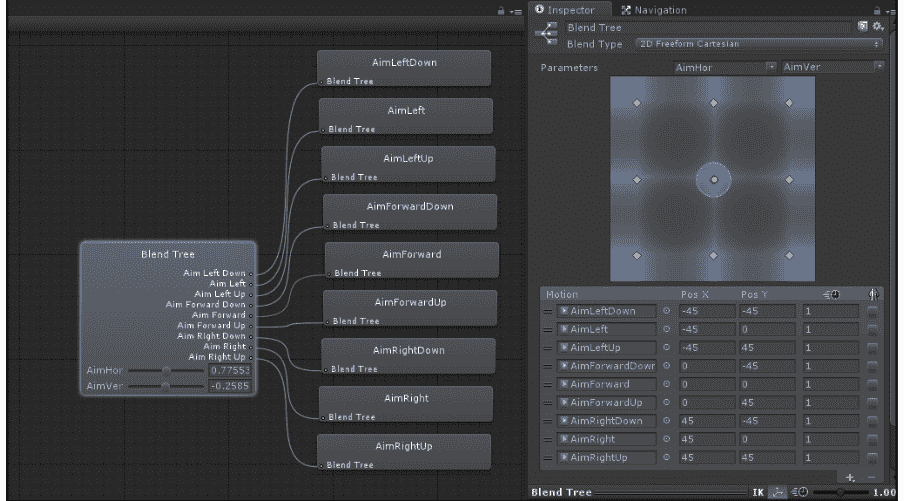 AimLeftDown
Blend Tree
AimLeft
Blend Tree
AimLeftUp
Blend Tree
AimForwardDown
Blend Tree
AimForward
Blend Tree
AimForwardUp
Blend Tree
AimRightDown
Blend Tree
AimRight
Blend Tree
AimRightUp
Blend Tree
Blend Tree
Aim Left Down
Aim Left
Aim Left Up
Aim Forward Down
Aim Forward
Aim Forward Up
Aim Right Down
Aim Right
Aim Right Up
AimHor 0.77553
AimVer -0.2585
Inspector Navigation
Blend Tree
Blend Type 2D Freeform Cartesian
Parameters AimHor AimVer
Motion Pos X Pos Y
AimLeftDown -45 -45 1
AimLeft -45 0 1
AimLeftUp -45 45 1
AimForwardDown 0 -45 1
AimForward 0 0 1
AimForwardUp 0 45 1
AimRightDown 45 -45 1
AimRight 45 0 1
AimRightUp 45 45 1
Blend Tree IK 1.00